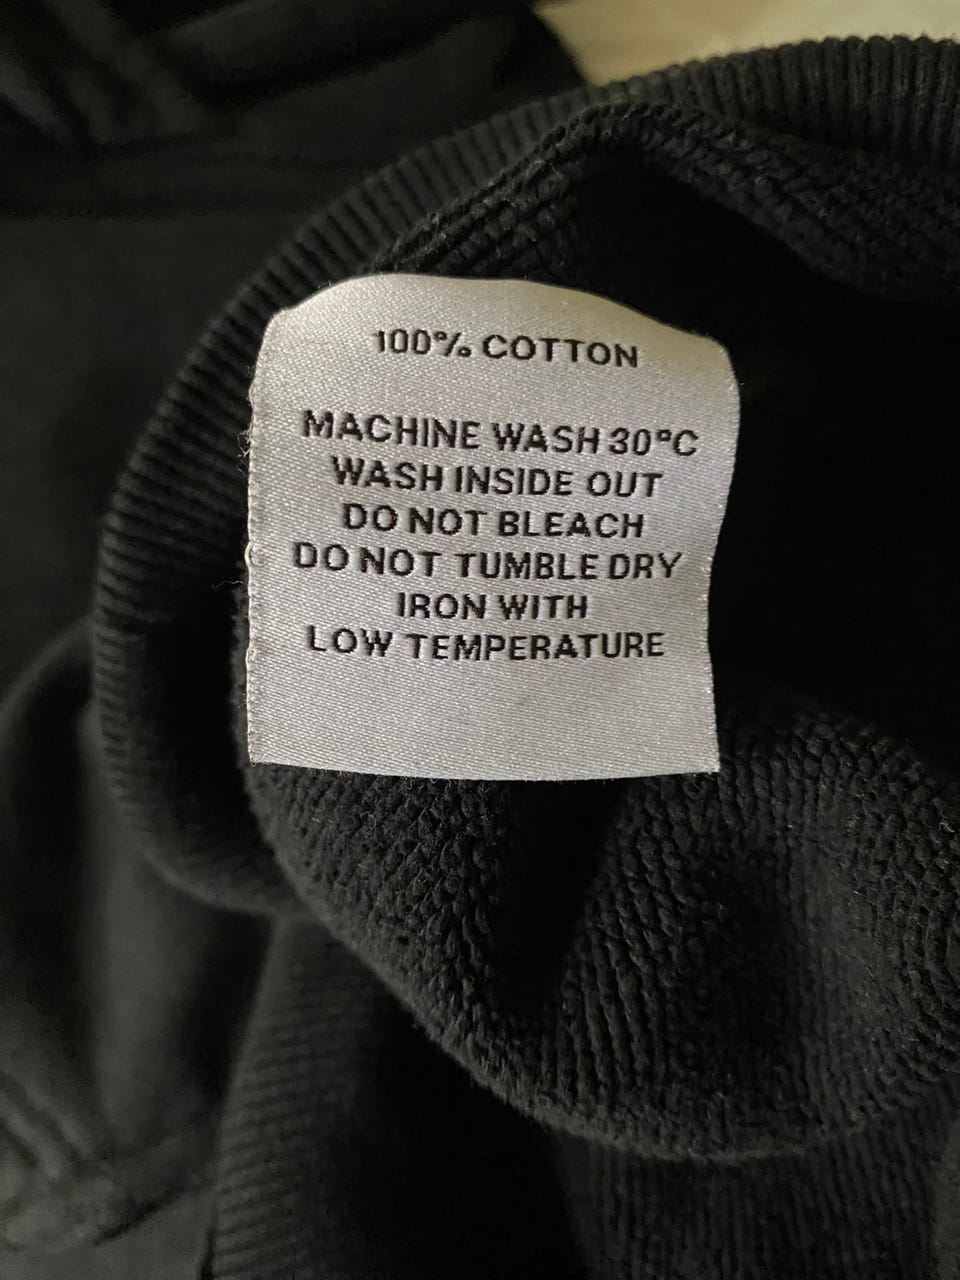 100% COTTON
MACHINE WASH 30°C
WASH INSIDE OUT
DO NOT BLEACH
DO NOT TUMBLE DRY
IRON WITH
LOW TEMPERATURE